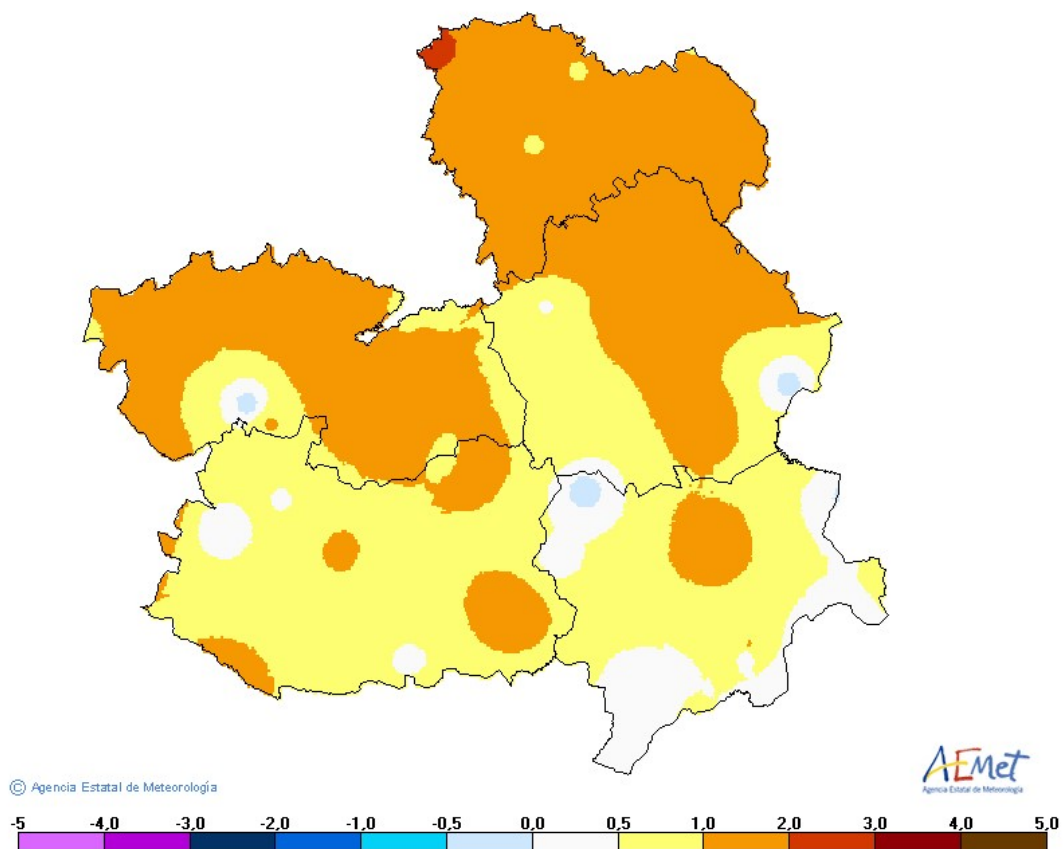 AEMet
Agencia Estatal de Meteorología
© Agencia Estatal de Meteorología
-5 -4,0 -3,0 -2,0 -1,0 -0,5 0,0 0,5 1,0 2,0 3,0 4,0 5,0